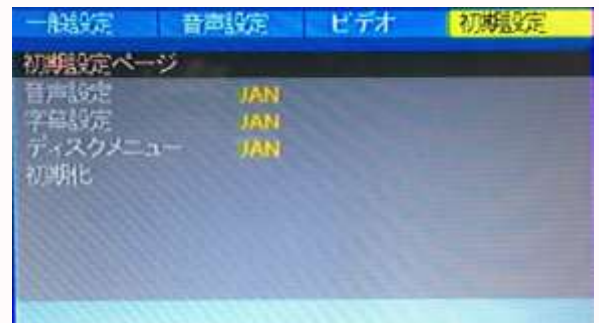 一般設定 音声設定 ビデオ 初期設定
初期設定ページ
音声設定 JAN
字幕設定 JAN
ディスクメニュー JAN
初期化